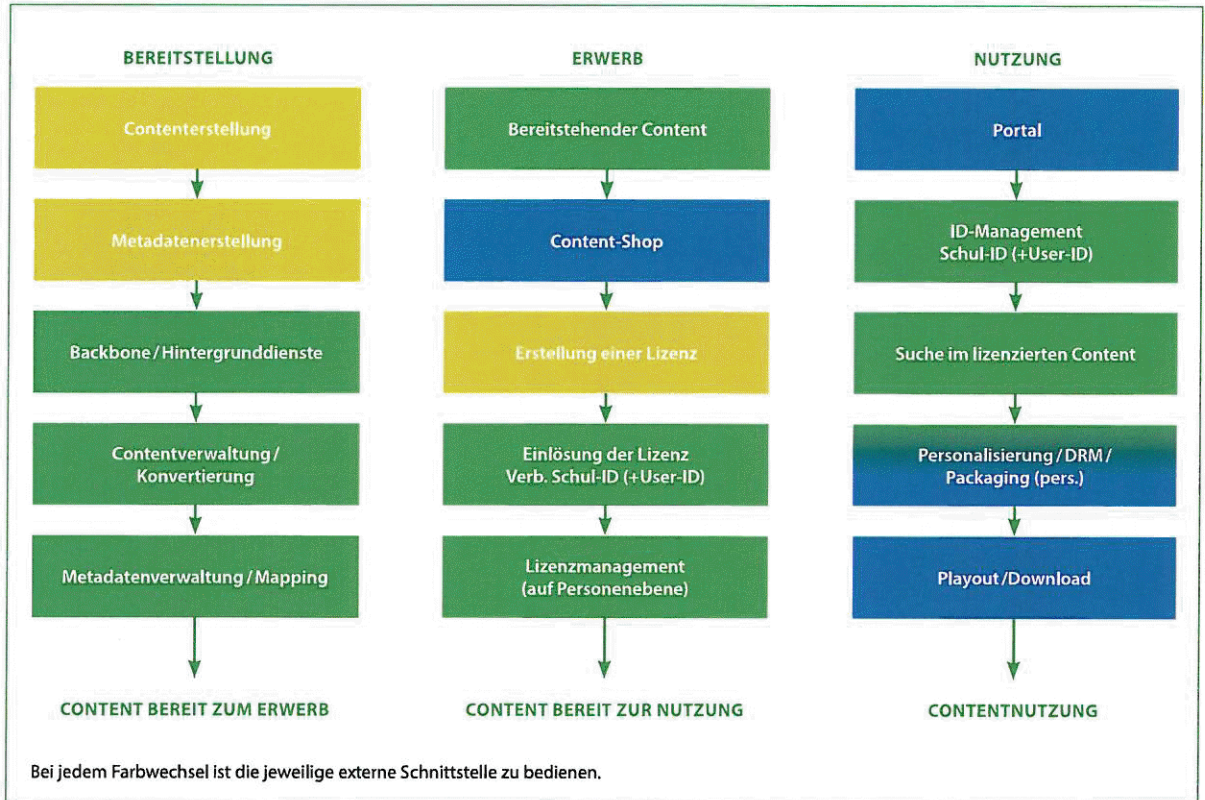 BEREITSTELLUNG
Contenterstellung
Metadatenerstellung
Backbone / Hintergrunddienste
Contentverwaltung /
Konvertierung
Metadatenverwaltung / Mapping
CONTENT BEREIT ZUM ERWERB
ERWERB
Bereitstehender Content
Content-Shop
Erstellung einer Lizenz
Einlösung der Lizenz
Verb. Schul-ID (+User-ID)
Lizenzmanagement
(auf Personenebene)
CONTENT BEREIT ZUR NUTZUNG
NUTZUNG
Portal
ID-Management
Schul-ID (+User-ID)
Suche im lizenzierten Content
Personalisierung / DRM /
Packaging (pers.)
Playout /Download
CONTENTNUTZUNG
Bei jedem Farbwechsel ist die jeweilige externe Schnittstelle zu bedienen.